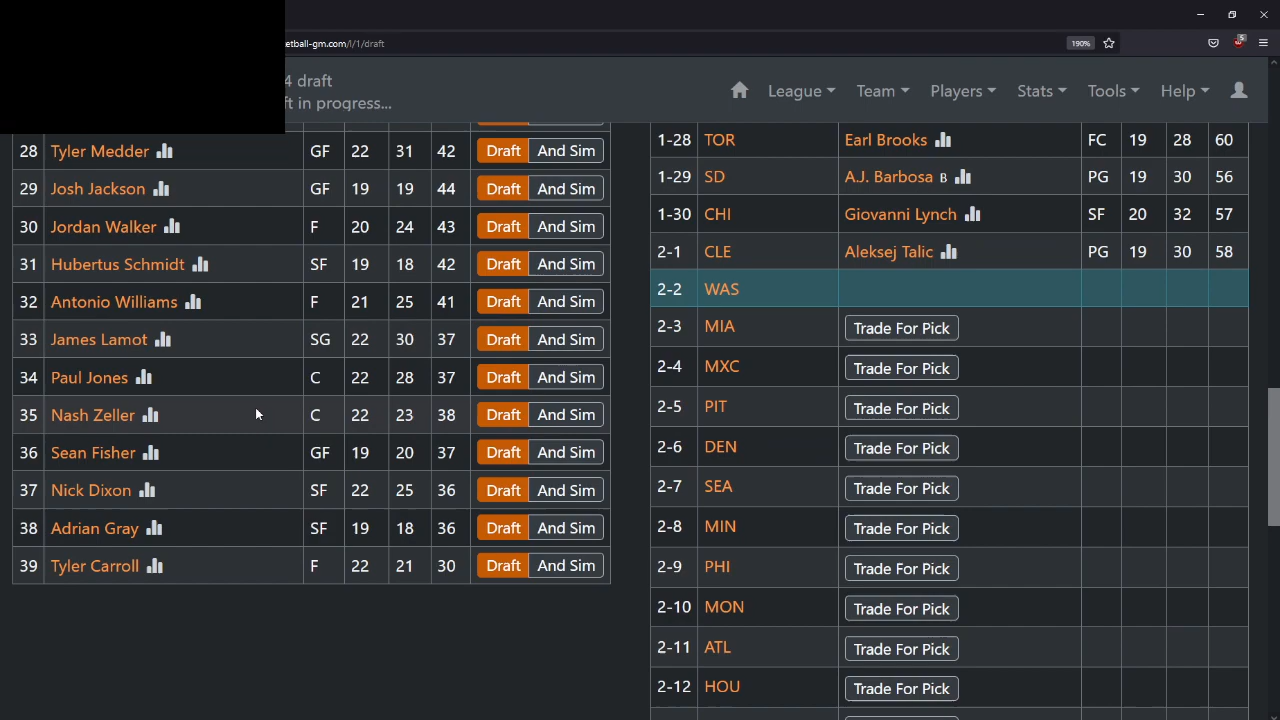 etball-gm.com/l/1/draft
190%
4 draft
ft in progress...
League
Team
Players
Stats
Tools
Help
28 Tyler Medder GF 22 31 42 Draft And Sim
29 Josh Jackson GF 19 19 44 Draft And Sim
30 Jordan Walker F 20 24 43 Draft And Sim
31 Hubertus Schmidt SF 19 18 42 Draft And Sim
32 Antonio Williams F 21 25 41 Draft And Sim
33 James Lamot SG 22 30 37 Draft And Sim
34 Paul Jones C 22 28 37 Draft And Sim
35 Nash Zeller C 22 23 38 Draft And Sim
36 Sean Fisher GF 19 20 37 Draft And Sim
37 Nick Dixon SF 22 25 36 Draft And Sim
38 Adrian Gray SF 19 18 36 Draft And Sim
39 Tyler Carroll F 22 21 30 Draft And Sim
1-28 TOR Earl Brooks FC 19 28 60
1-29 SD A.J. Barbosa B PG 19 30 56
1-30 CHI Giovanni Lynch SF 20 32 57
2-1 CLE Aleksej Talic PG 19 30 58
2-2 WAS
2-3 MIA Trade For Pick
2-4 MXC Trade For Pick
2-5 PIT Trade For Pick
2-6 DEN Trade For Pick
2-7 SEA Trade For Pick
2-8 MIN Trade For Pick
2-9 PHI Trade For Pick
2-10 MON Trade For Pick
2-11 ATL Trade For Pick
2-12 HOU Trade For Pick